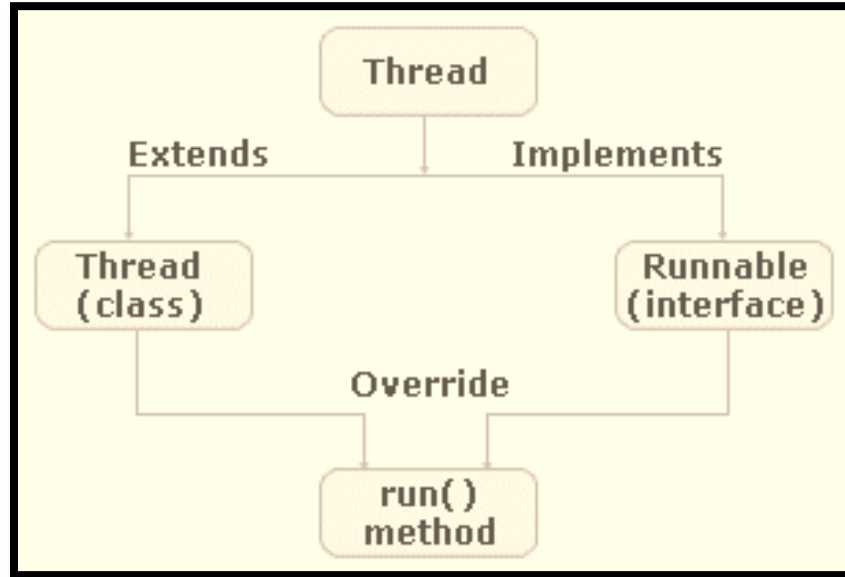 Thread
Extends
Implements
Thread
(class)
Runnable
(interface)
Override
run()
method